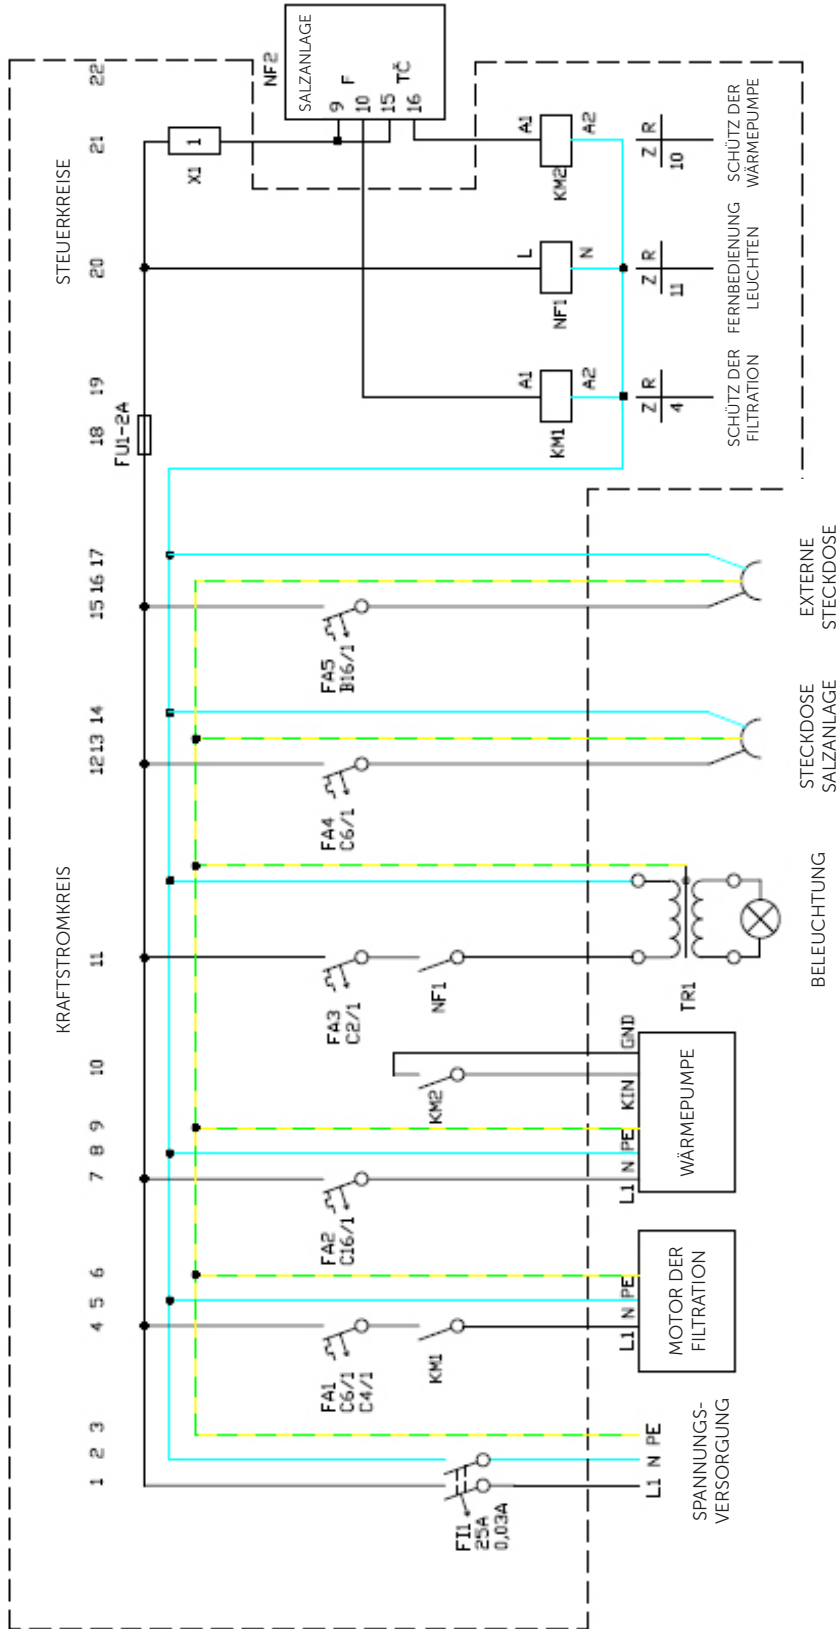 KRAFTSTROMKREIS
STEUERKREISE
1 2 3 4 5 6 7 8 9 10 11 12 13 14 15 16 17 18 19 20 21 22
FU1-2A
X1
1
NF2
SALZANLAGE
9
F
10
15
TČ
16
FI1
25A
0,03A
FA1
C6/1
C4/1
KM1
FA2
C16/1
KM2
FA3
C2/1
NF1
FA4
C6/1
FA5
B16/1
KM1
A1
A2
NF1
L
N
KM2
A1
A2
L1 N PE
SPANNUNGS-
VERSORGUNG
L1 N PE
MOTOR DER
FILTRATION
L1 N PE
KIN
GND
WÄRMEPUMPE
TR1
BELEUCHTUNG
STECKDOSE
SALZANLAGE
EXTERNE
STECKDOSE
Z R
4
SCHÜTZ DER
FILTRATION
Z R
11
FERNBEDIENUNG
LEUCHTEN
Z R
10
SCHÜTZ DER
WÄRMEPUMPE